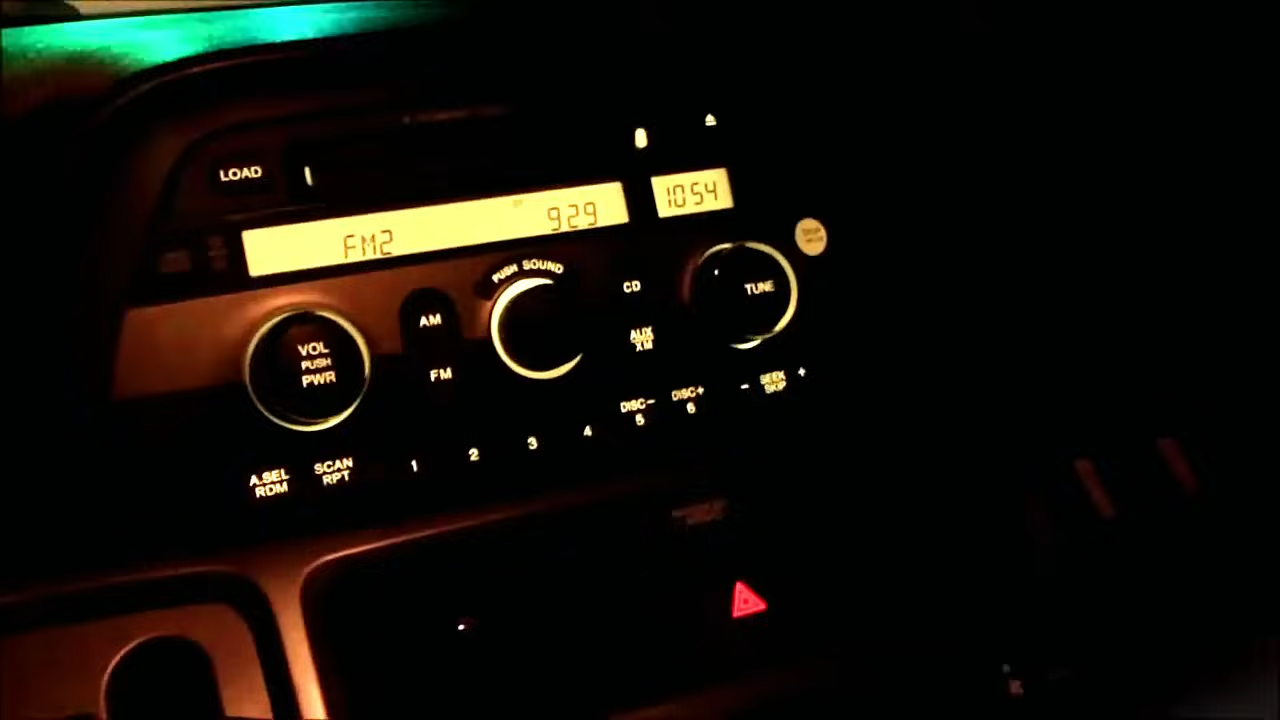 LOAD
FM2 929
1054
PUSH SOUND
VOL
PUSH
PWR
AM
FM
CD
AUX
XM
TUNE
DISC-
5
DISC+
6
- SEEK +
SKIP
A.SEL
RDM
SCAN
RPT
1 2 3 4